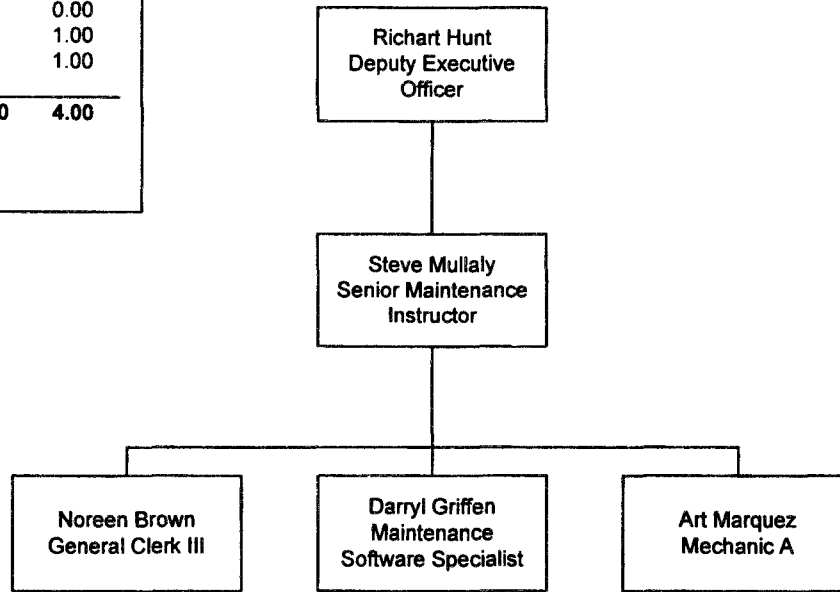 0.00
1.00
1.00
0 4.00
Richart Hunt
Deputy Executive
Officer
Steve Mullaly
Senior Maintenance
Instructor
Noreen Brown
General Clerk III
Darryl Griffen
Maintenance
Software Specialist
Art Marquez
Mechanic A